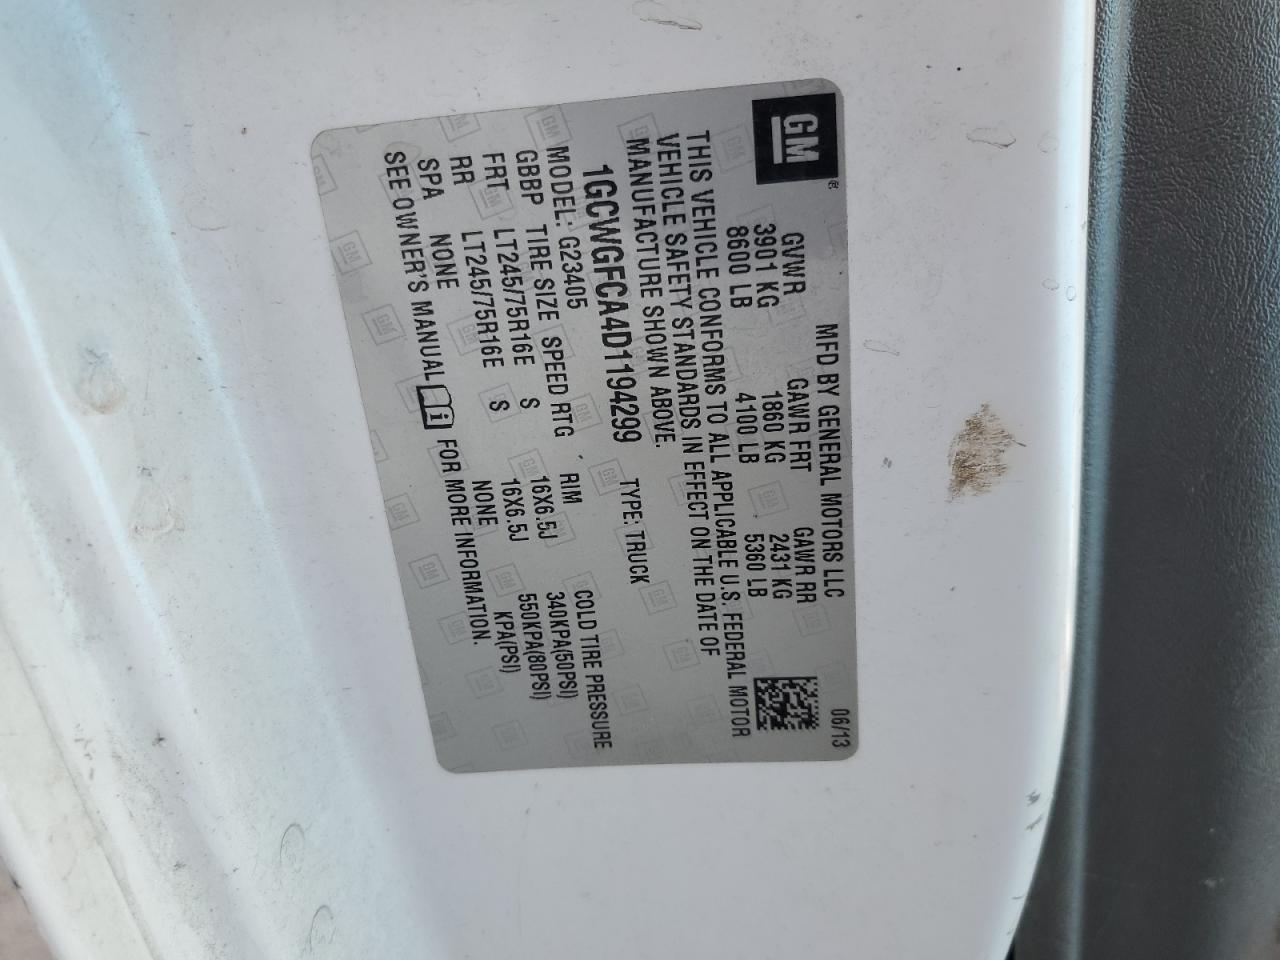 GM®
MFD BY GENERAL MOTORS LLC 06/13
GVWR GAWR FRT GAWR RR
3901 KG 1860 KG 2431 KG
8600 LB 4100 LB 5360 LB
THIS VEHICLE CONFORMS TO ALL APPLICABLE U.S. FEDERAL MOTOR
VEHICLE SAFETY STANDARDS IN EFFECT ON THE DATE OF
MANUFACTURE SHOWN ABOVE.
1GCWGFCA4D1194299 TYPE: TRUCK
MODEL: G23405
GBBP TIRE SIZE SPEED RTG RIM COLD TIRE PRESSURE
FRT LT245/75R16E S 16X6.5J 340KPA(50PSI)
RR LT245/75R16E S 16X6.5J 550KPA(80PSI)
SPA NONE NONE KPA(PSI)
SEE OWNER'S MANUAL i FOR MORE INFORMATION.